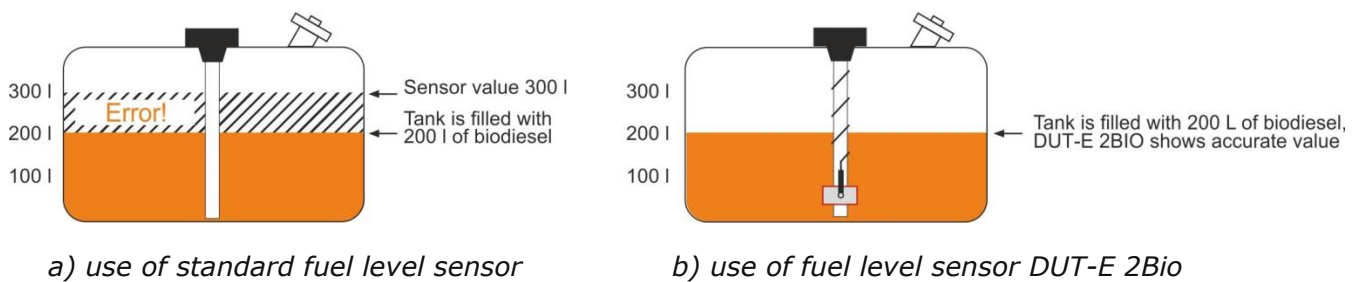 300 l
200 l
100 l
Error!
Sensor value 300 l
Tank is filled with
200 l of biodiesel
a) use of standard fuel level sensor
300 l
200 l
100 l
Tank is filled with 200 L of biodiesel,
DUT-E 2BIO shows accurate value
b) use of fuel level sensor DUT-E 2Bio